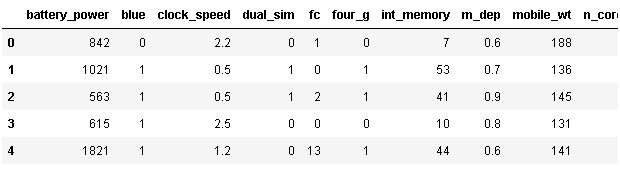 battery_power blue clock_speed dual_sim fc four_g int_memory m_dep mobile_wt
0 842 0 2.2 0 1 0 7 0.6 188
1 1021 1 0.5 1 0 1 53 0.7 136
2 563 1 0.5 1 2 1 41 0.9 145
3 615 1 2.5 0 0 0 10 0.8 131
4 1821 1 1.2 0 13 1 44 0.6 141